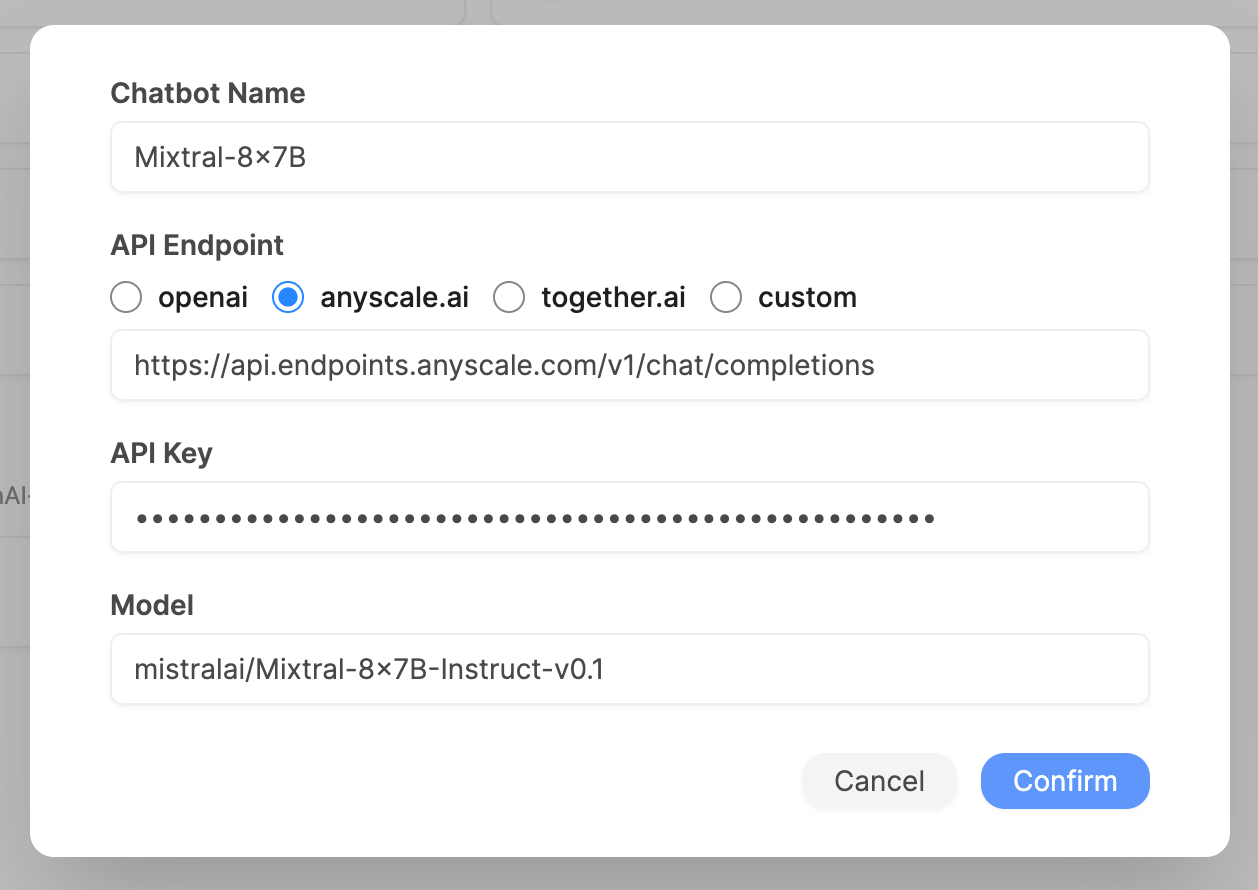 Chatbot Name
Mixtral-8×7B
API Endpoint
openai anyscale.ai together.ai custom
https://api.endpoints.anyscale.com/v1/chat/completions
API Key
•••••••••••••••••••••••••••••••••••••••••••••••••••
nAI-
Model
mistralai/Mixtral-8×7B-Instruct-v0.1
Cancel Confirm